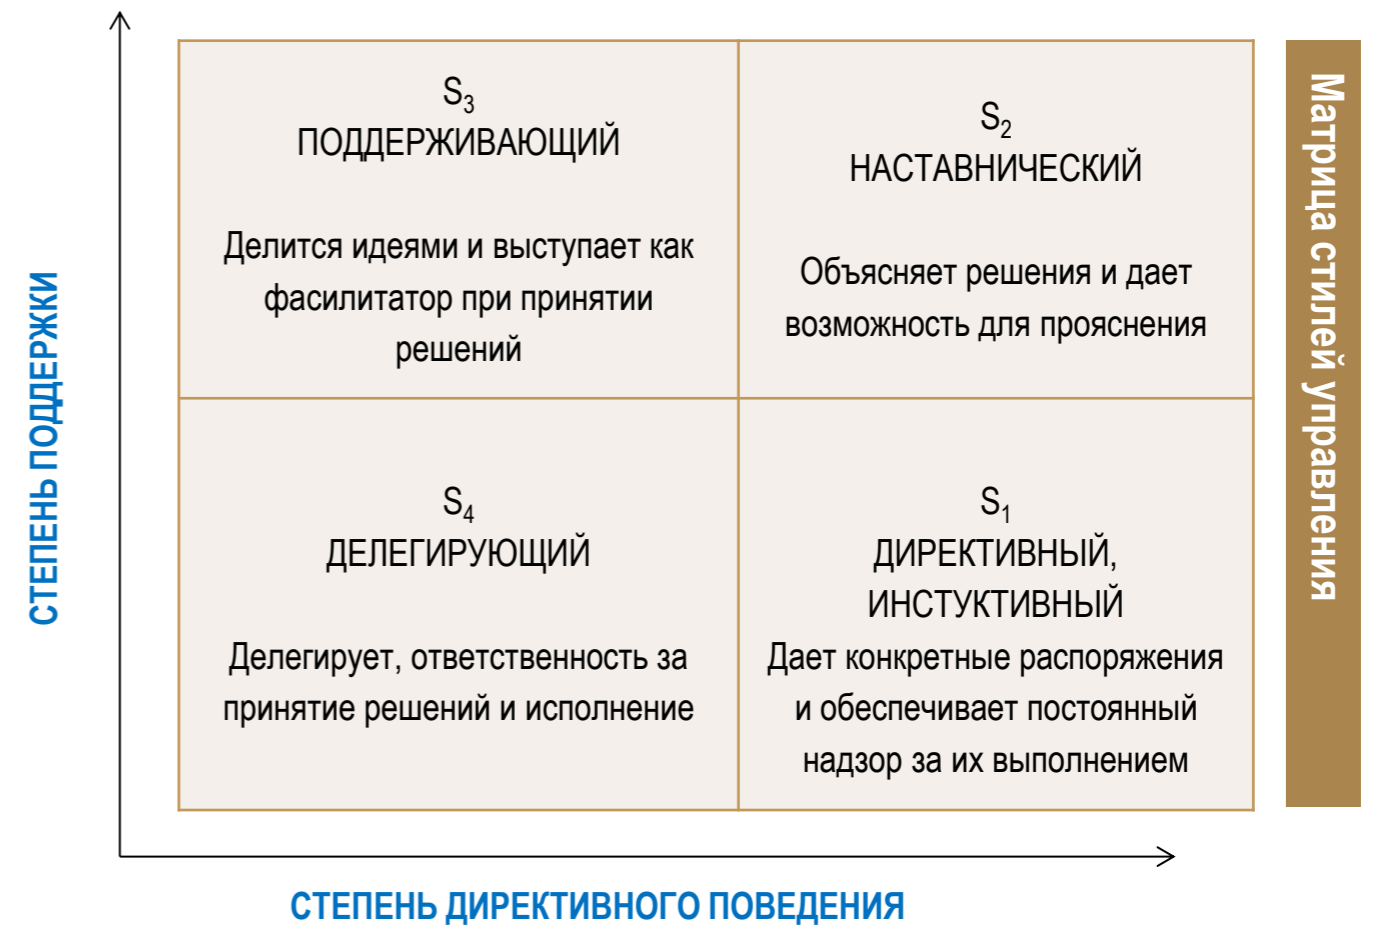 S3
ПОДДЕРЖИВАЮЩИЙ
Делится идеями и выступает как
фасилитатор при принятии
решений
S2
НАСТАВНИЧЕСКИЙ
Объясняет решения и дает
возможность для прояснения
S4
ДЕЛЕГИРУЮЩИЙ
Делегирует, ответственность за
принятие решений и исполнение
S1
ДИРЕКТИВНЫЙ,
ИНСТУКТИВНЫЙ
Дает конкретные распоряжения
и обеспечивает постоянный
надзор за их выполнением
СТЕПЕНЬ ПОДДЕРЖКИ
СТЕПЕНЬ ДИРЕКТИВНОГО ПОВЕДЕНИЯ
Матрица стилей управления